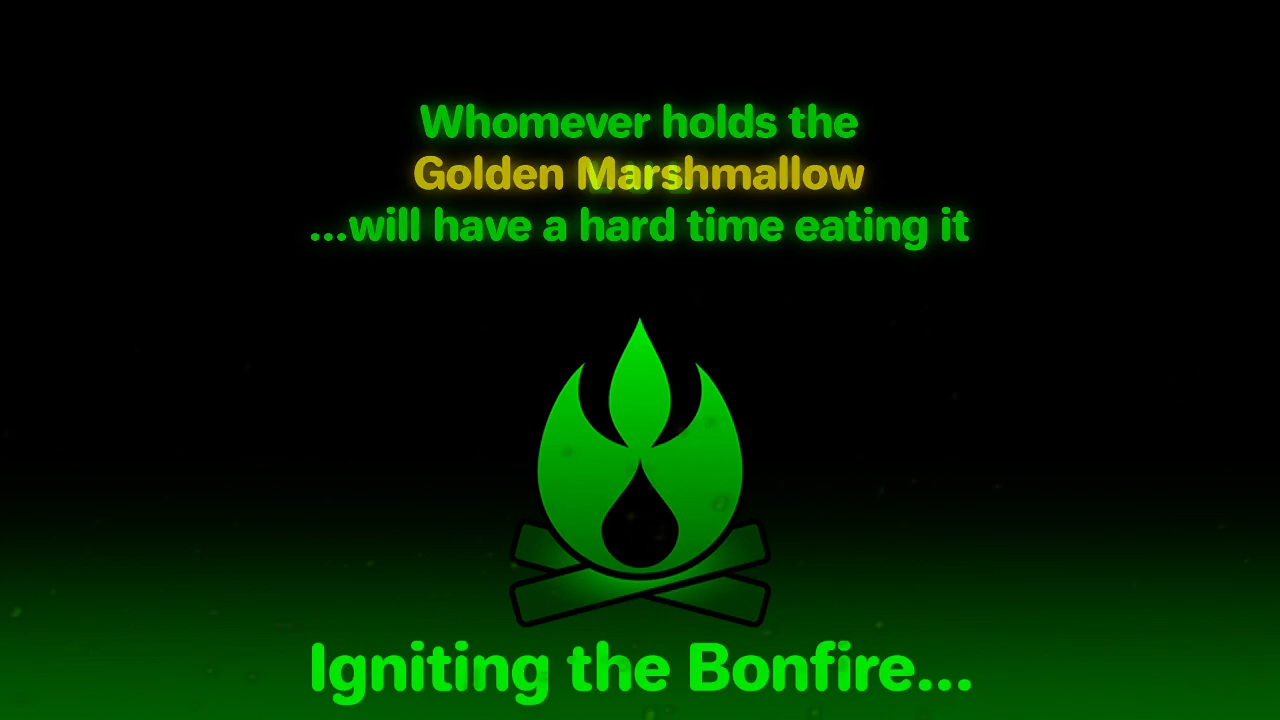 Whomever holds the
Golden Marshmallow
...will have a hard time eating it
Igniting the Bonfire...